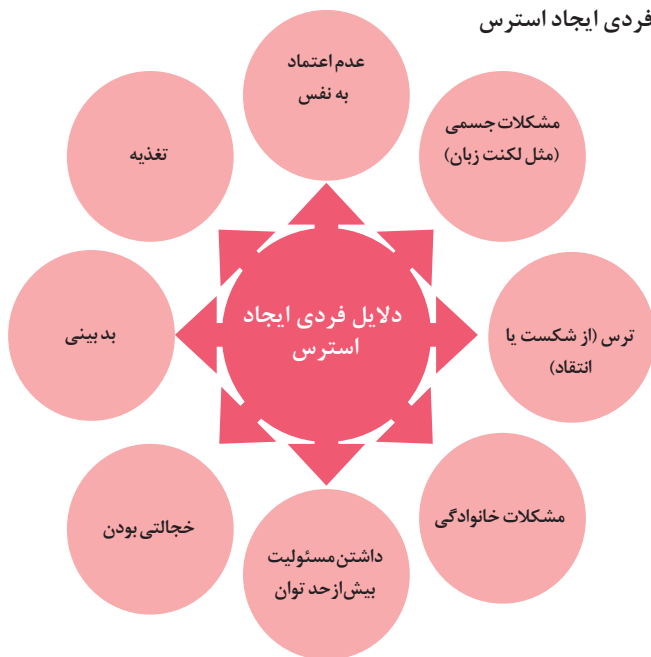 فردی ایجاد استرس
عدم اعتماد
به نفس
مشکلات جسمی
(مثل لکنت زبان)
ترس (از شکست یا
انتقاد)
مشکلات خانوادگی
داشتن مسئولیت
بیش از حد توان
خجالتی بودن
بدبینی
تغذیه
دلایل فردی ایجاد
استرس